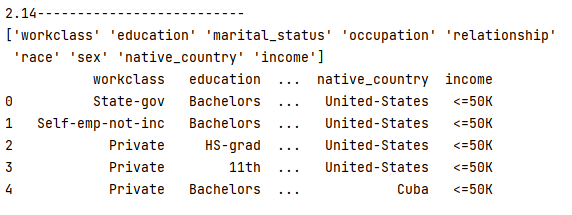 2.14--------------------------
['workclass' 'education' 'marital_status' 'occupation' 'relationship'
 'race' 'sex' 'native_country' 'income']
          workclass  education  ...  native_country  income
0         State-gov  Bachelors  ...   United-States   <=50K
1  Self-emp-not-inc  Bachelors  ...   United-States   <=50K
2           Private    HS-grad  ...   United-States   <=50K
3           Private       11th  ...   United-States   <=50K
4           Private  Bachelors  ...            Cuba   <=50K